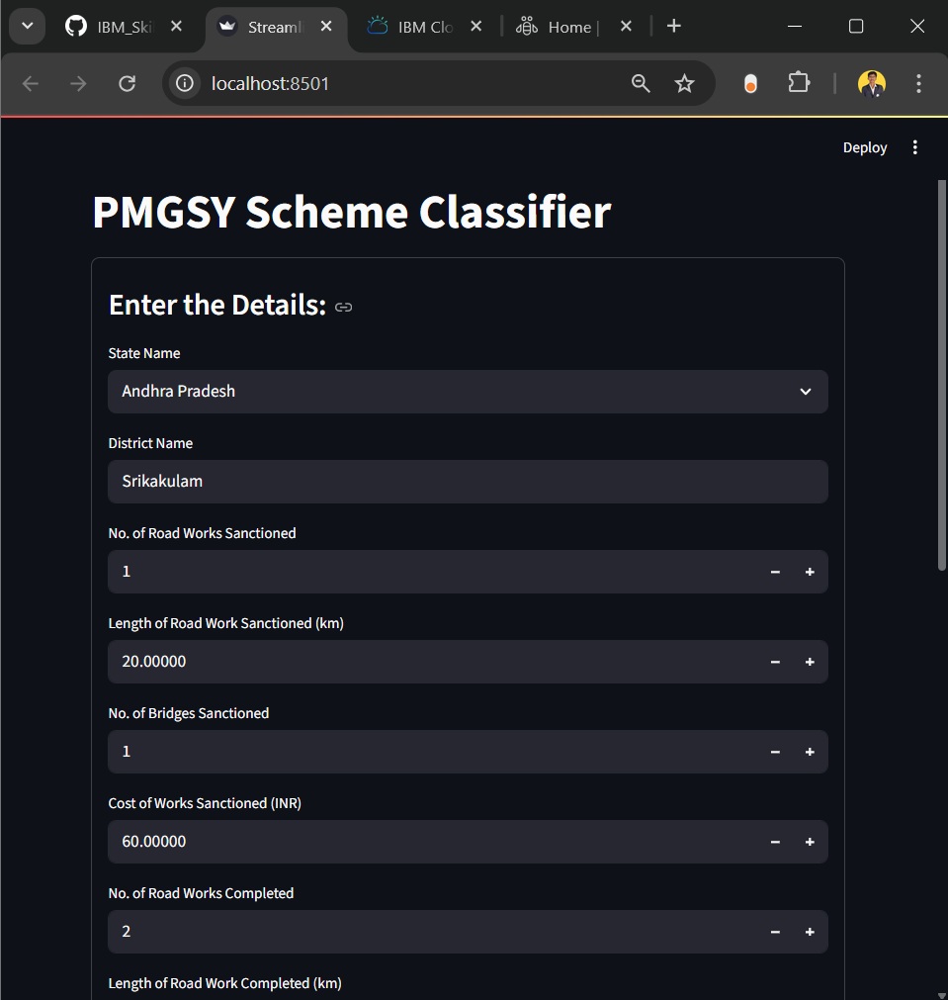 IBM_Ski
Streaml
IBM Clo
Home |
localhost:8501
Deploy
PMGSY Scheme Classifier
Enter the Details:
State Name
Andhra Pradesh
District Name
Srikakulam
No. of Road Works Sanctioned
1
Length of Road Work Sanctioned (km)
20.00000
No. of Bridges Sanctioned
1
Cost of Works Sanctioned (INR)
60.00000
No. of Road Works Completed
2
Length of Road Work Completed (km)